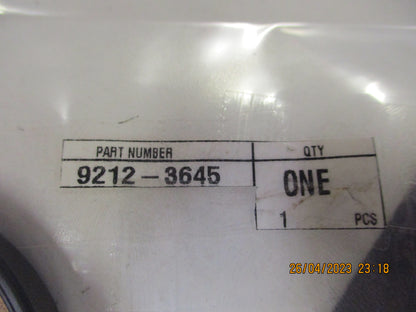 PART NUMBER QTY
9212-3645 ONE
1 PCS
25/04/2023 23:18